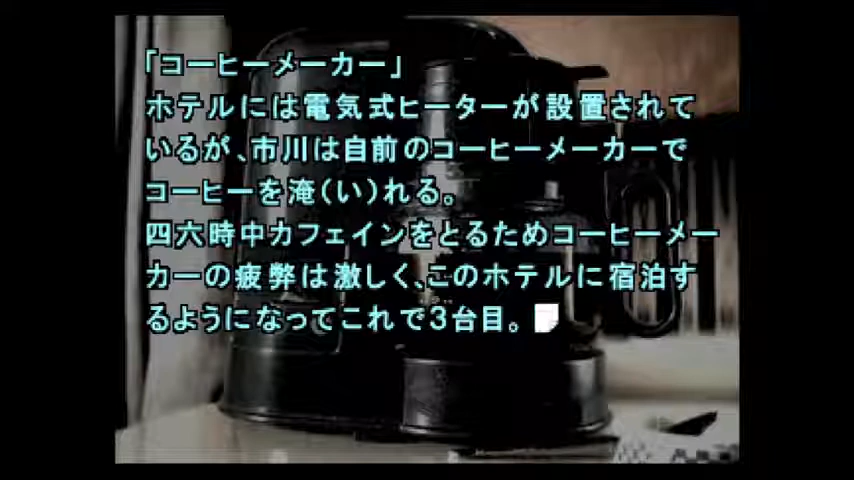 「コーヒーメーカー」
ホテルには電気式ヒーターが設置されて
いるが、市川は自前のコーヒーメーカーで
コーヒーを淹(い)れる。
四六時中カフェインをとるためコーヒーメー
カーの疲弊は激しく、このホテルに宿泊す
るようになってこれで3台目。